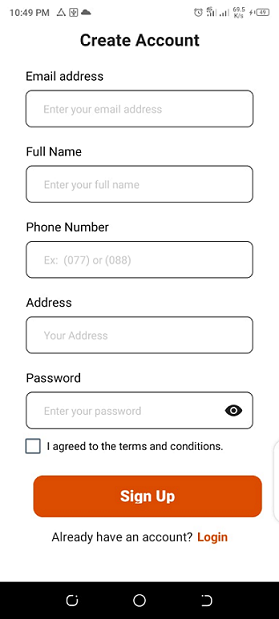 10:49 PM
4G 69.5 K/s 49
Create Account
Email address
Enter your email address
Full Name
Enter your full name
Phone Number
Ex: (077) or (088)
Address
Your Address
Password
Enter your password
I agreed to the terms and conditions.
Sign Up
Already have an account? Login